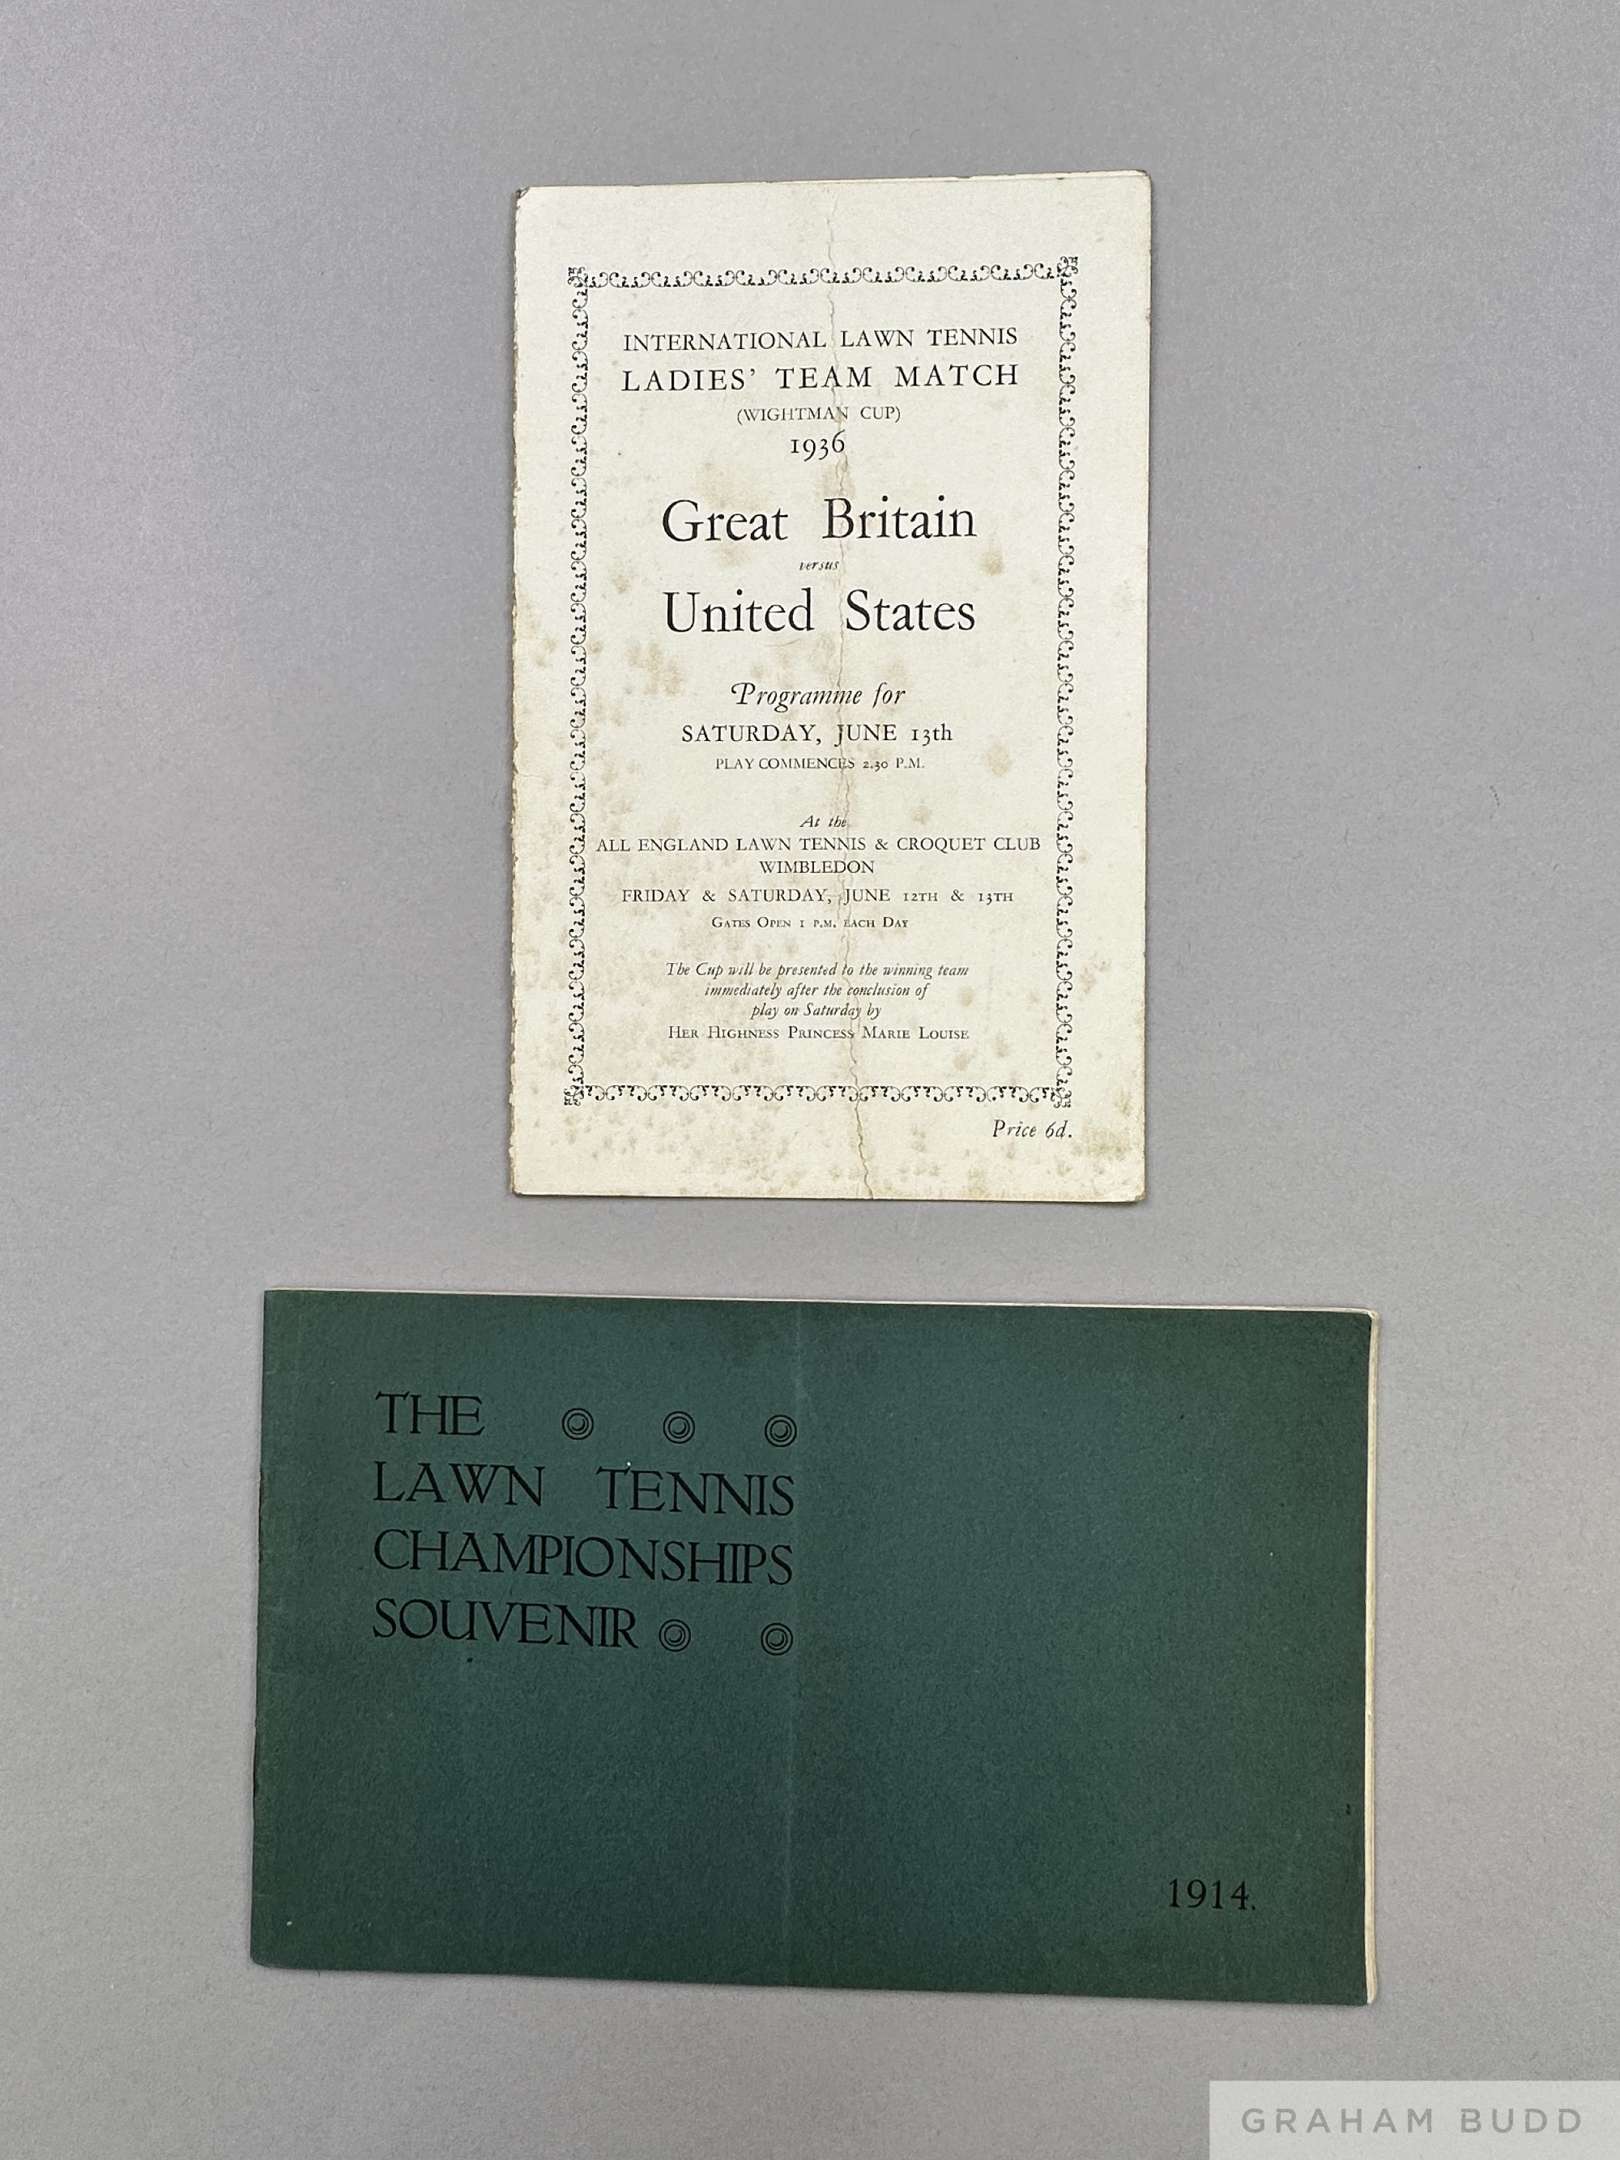 INTERNATIONAL LAWN TENNIS
LADIES' TEAM MATCH
(WIGHTMAN CUP)
1936
Great Britain
versus
United States
Programme for
SATURDAY, JUNE 13th
PLAY COMMENCES 2.30 P.M.
At the
ALL ENGLAND LAWN TENNIS & CROQUET CLUB
WIMBLEDON
FRIDAY & SATURDAY, JUNE 12TH & 13TH
GATES OPEN 1 P.M. EACH DAY
The Cup will be presented to the winning team
immediately after the conclusion of
play on Saturday by
HER HIGHNESS PRINCESS MARIE LOUISE
Price 6d.
THE
LAWN TENNIS
CHAMPIONSHIPS
SOUVENIR
1914.
GRAHAM BUDD